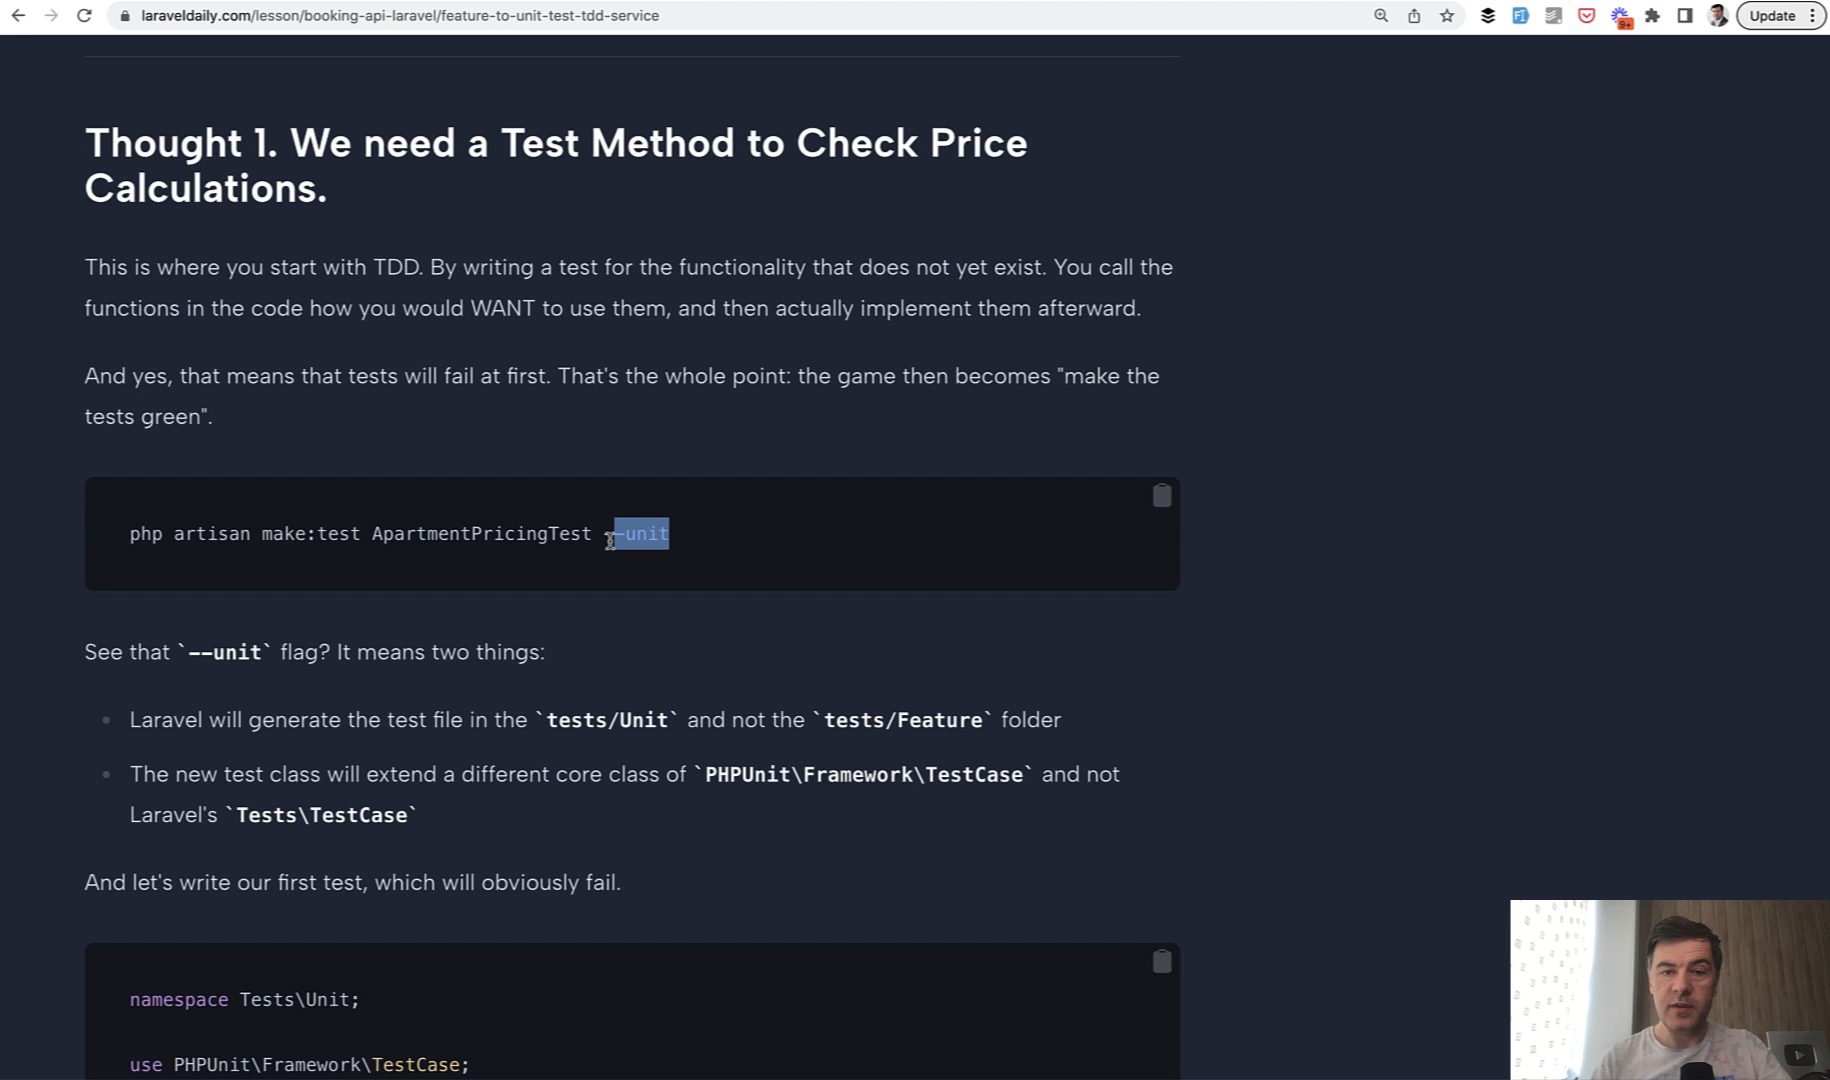 laraveldaily.com/lesson/booking-api-laravel/feature-to-unit-test-tdd-service
9+
Update
Thought 1. We need a Test Method to Check Price
Calculations.
This is where you start with TDD. By writing a test for the functionality that does not yet exist. You call the
functions in the code how you would WANT to use them, and then actually implement them afterward.
And yes, that means that tests will fail at first. That's the whole point: the game then becomes "make the
tests green".
php artisan make:test ApartmentPricingTest --unit
See that `--unit` flag? It means two things:
• Laravel will generate the test file in the `tests/Unit` and not the `tests/Feature` folder
• The new test class will extend a different core class of `PHPUnit\Framework\TestCase` and not
Laravel's `Tests\TestCase`
And let's write our first test, which will obviously fail.
namespace Tests\Unit;
use PHPUnit\Framework\TestCase;